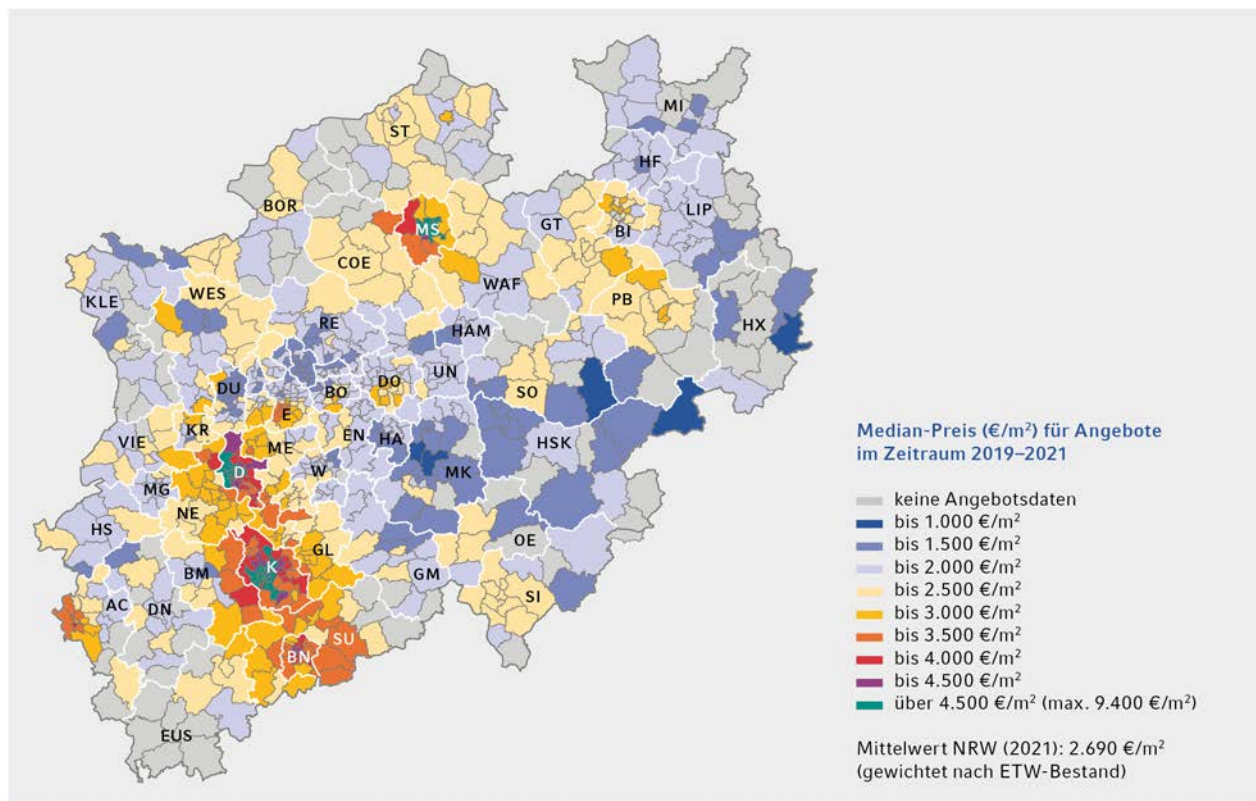 MI
ST
HF
BOR
LIP
MS
GT
BI
COE
WAF
KLE
WES
PB
RE
HAM
HX
DU
BO
DO
UN
SO
E
KR
VIE
ME
EN
HA
HSK
D
W
MK
MG
NE
HS
OE
GL
K
BM
GM
AC
DN
SI
SU
BN
EUS
Median-Preis (€/m²) für Angebote
im Zeitraum 2019–2021
keine Angebotsdaten
bis 1.000 €/m²
bis 1.500 €/m²
bis 2.000 €/m²
bis 2.500 €/m²
bis 3.000 €/m²
bis 3.500 €/m²
bis 4.000 €/m²
bis 4.500 €/m²
über 4.500 €/m² (max. 9.400 €/m²)
Mittelwert NRW (2021): 2.690 €/m²
(gewichtet nach ETW-Bestand)